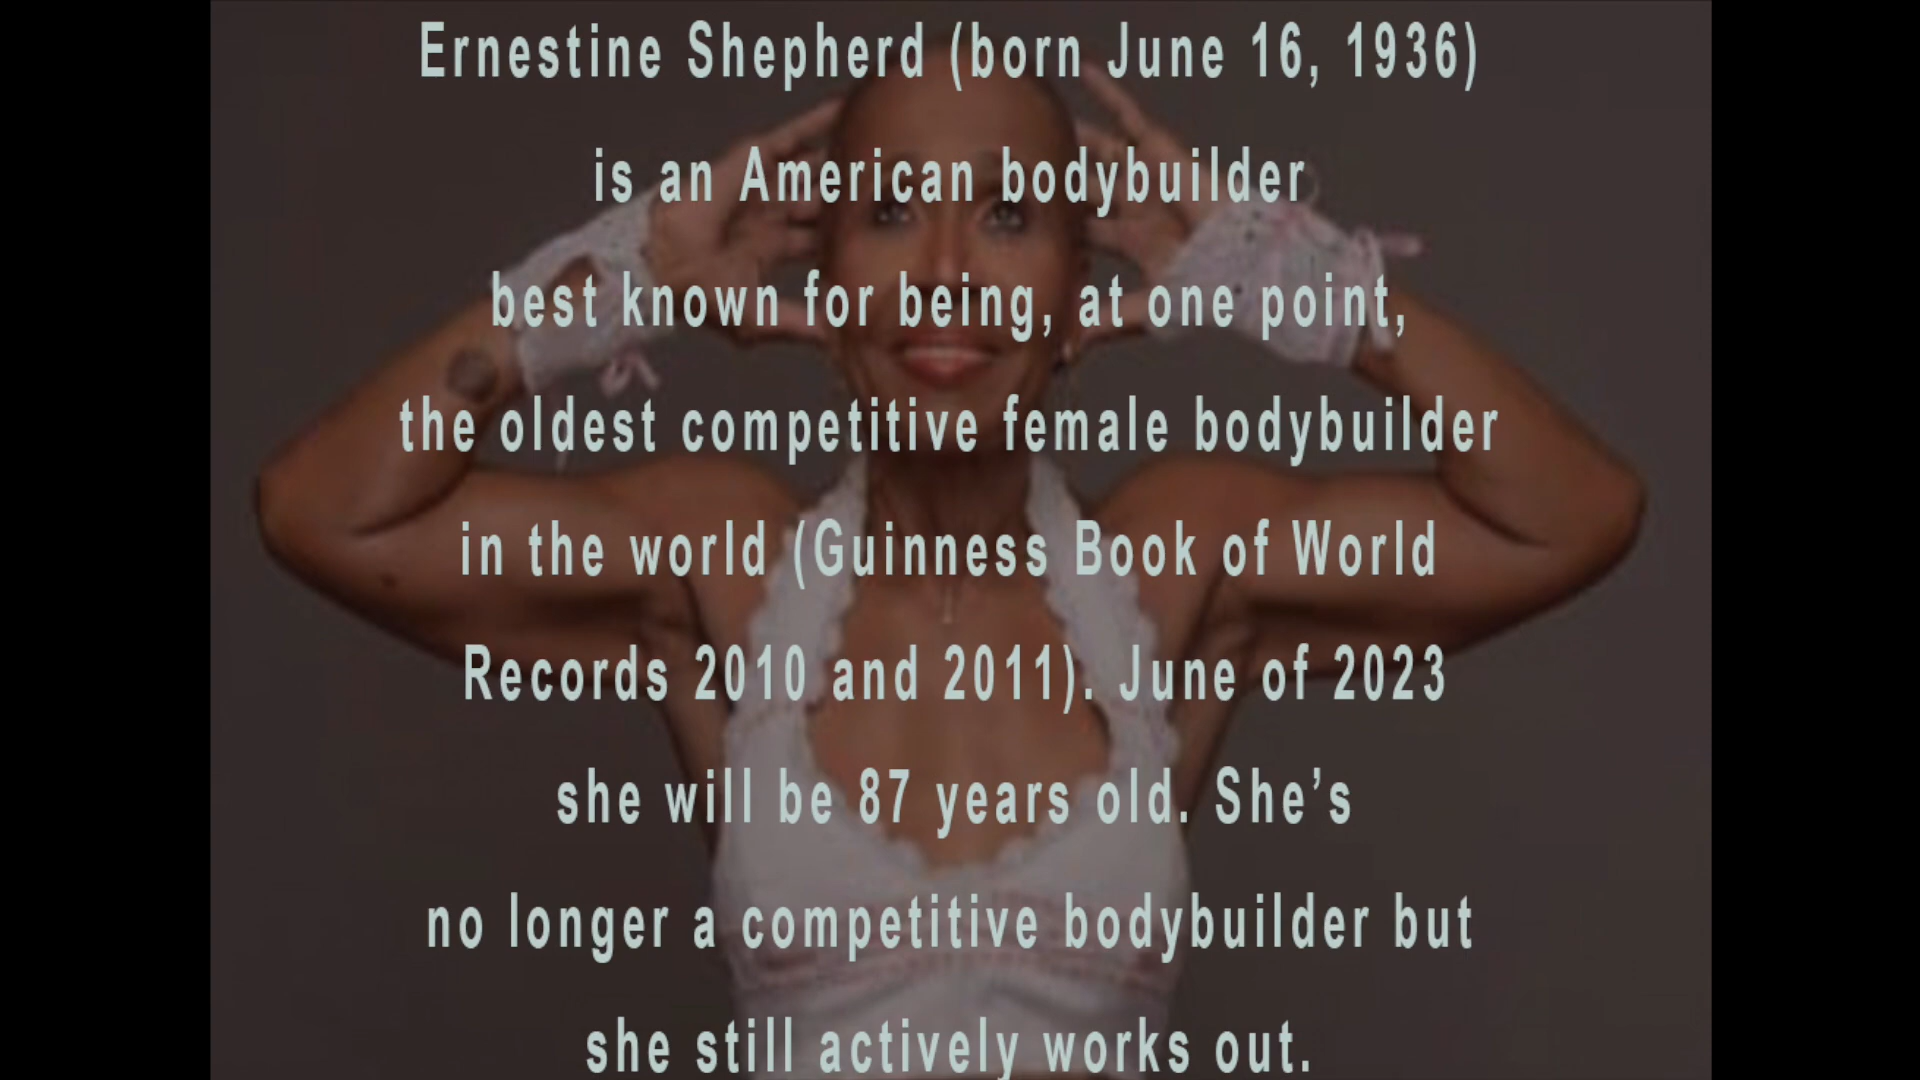 Ernestine Shepherd (born June 16, 1936)
is an American bodybuilder
best known for being, at one point,
the oldest competitive female bodybuilder
in the world (Guinness Book of World
Records 2010 and 2011). June of 2023
she will be 87 years old. She’s
no longer a competitive bodybuilder but
she still actively works out.